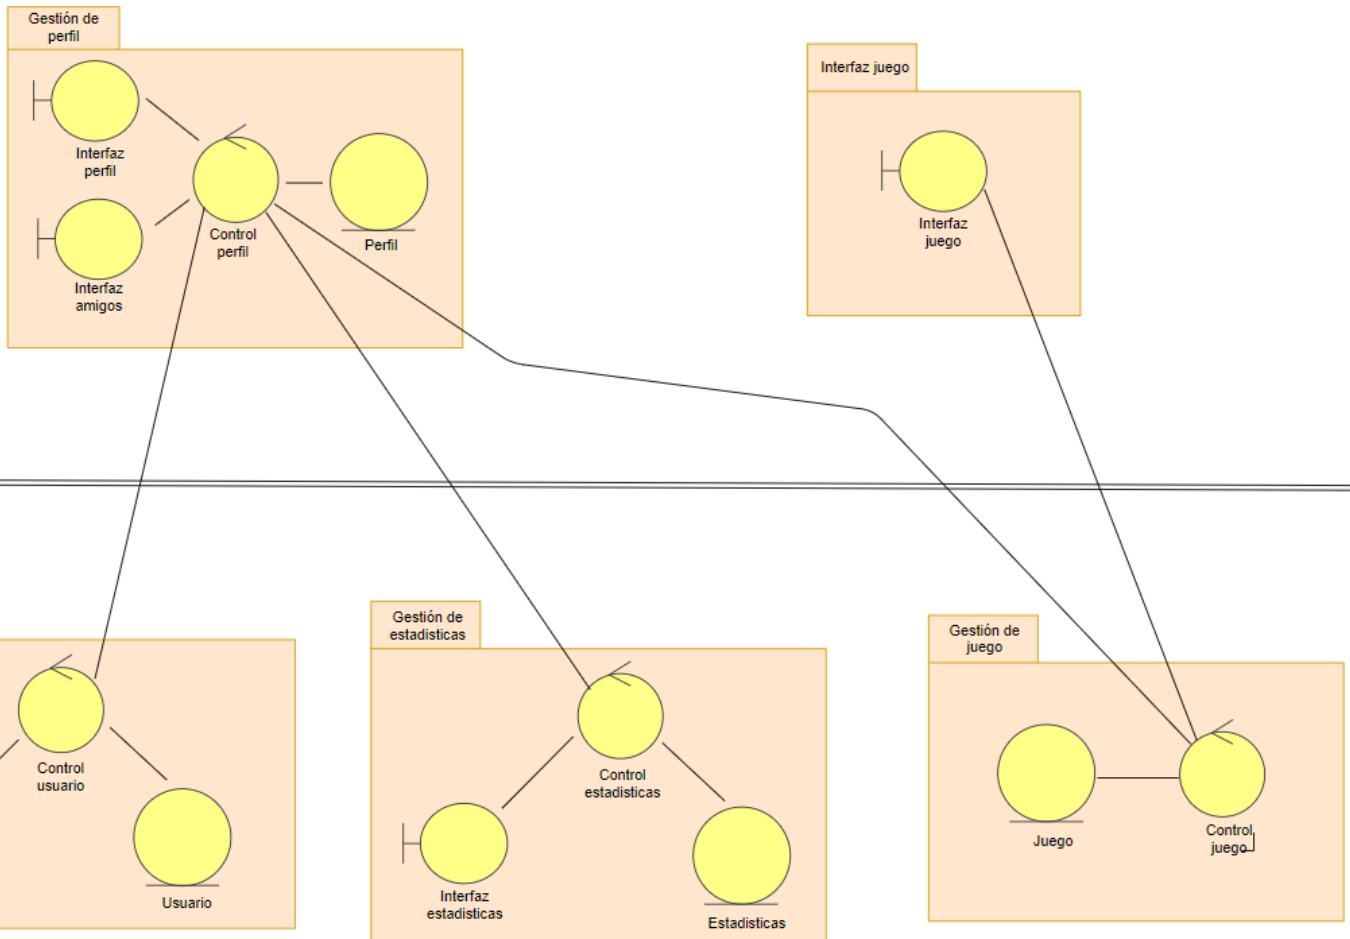 Gestión de
perfil
Interfaz juego
Interfaz
perfil
Control
perfil
Perfil
Interfaz
amigos
Interfaz
juego
Gestión de
estadisticas
Gestión de
juego
Control
usuario
Usuario
Control
estadisticas
Interfaz
estadisticas
Estadisticas
Juego
Control
juego